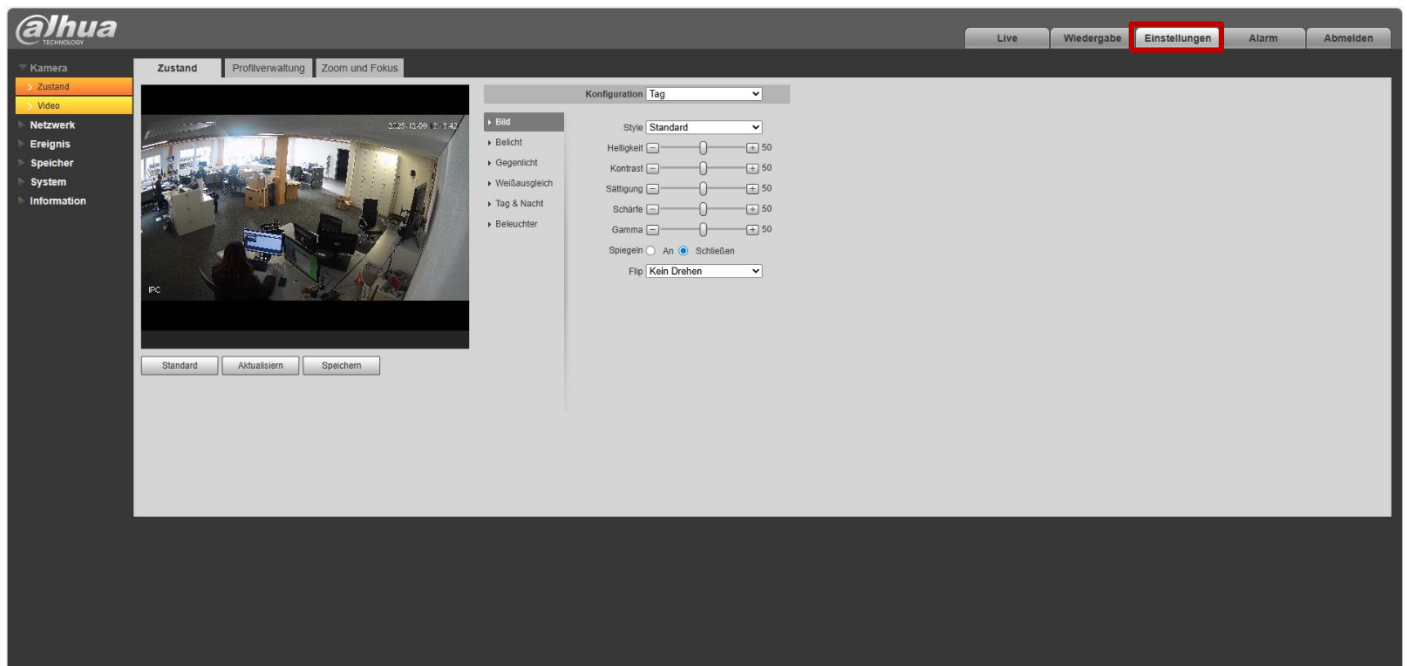 alhua
TECHNOLOGY
Live
Wiedergabe
Einstellungen
Alarm
Abmelden
Kamera
Zustand
Video
Netzwerk
Ereignis
Speicher
System
Information
Zustand
Profilverwaltung
Zoom und Fokus
IPC
Standard
Aktualisiern
Speichern
Konfiguration Tag
Bild
Belicht
Gegenlicht
Weißausgleich
Tag & Nacht
Beleuchter
Style Standard
Helligkeit 50
Kontrast 50
Sättigung 50
Schärfe 50
Gamma 50
Spiegeln An Schließen
Flip Kein Drehen